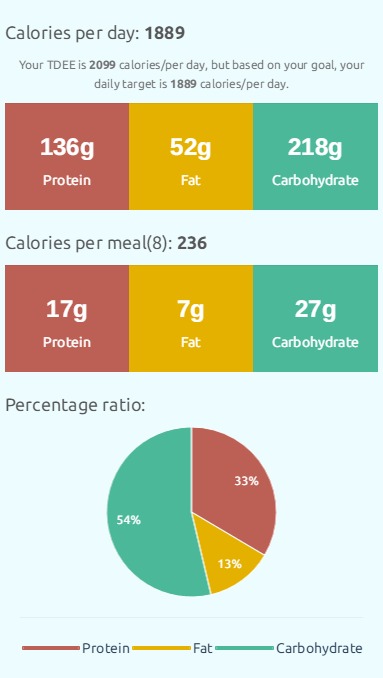 Calories per day: 1889
Your TDEE is 2099 calories/per day, but based on your goal, your
daily target is 1889 calories/per day.
136g 52g 218g
Protein Fat Carbohydrate
Calories per meal(8): 236
17g 7g 27g
Protein Fat Carbohydrate
Percentage ratio:
33%
54%
13%
Protein Fat Carbohydrate